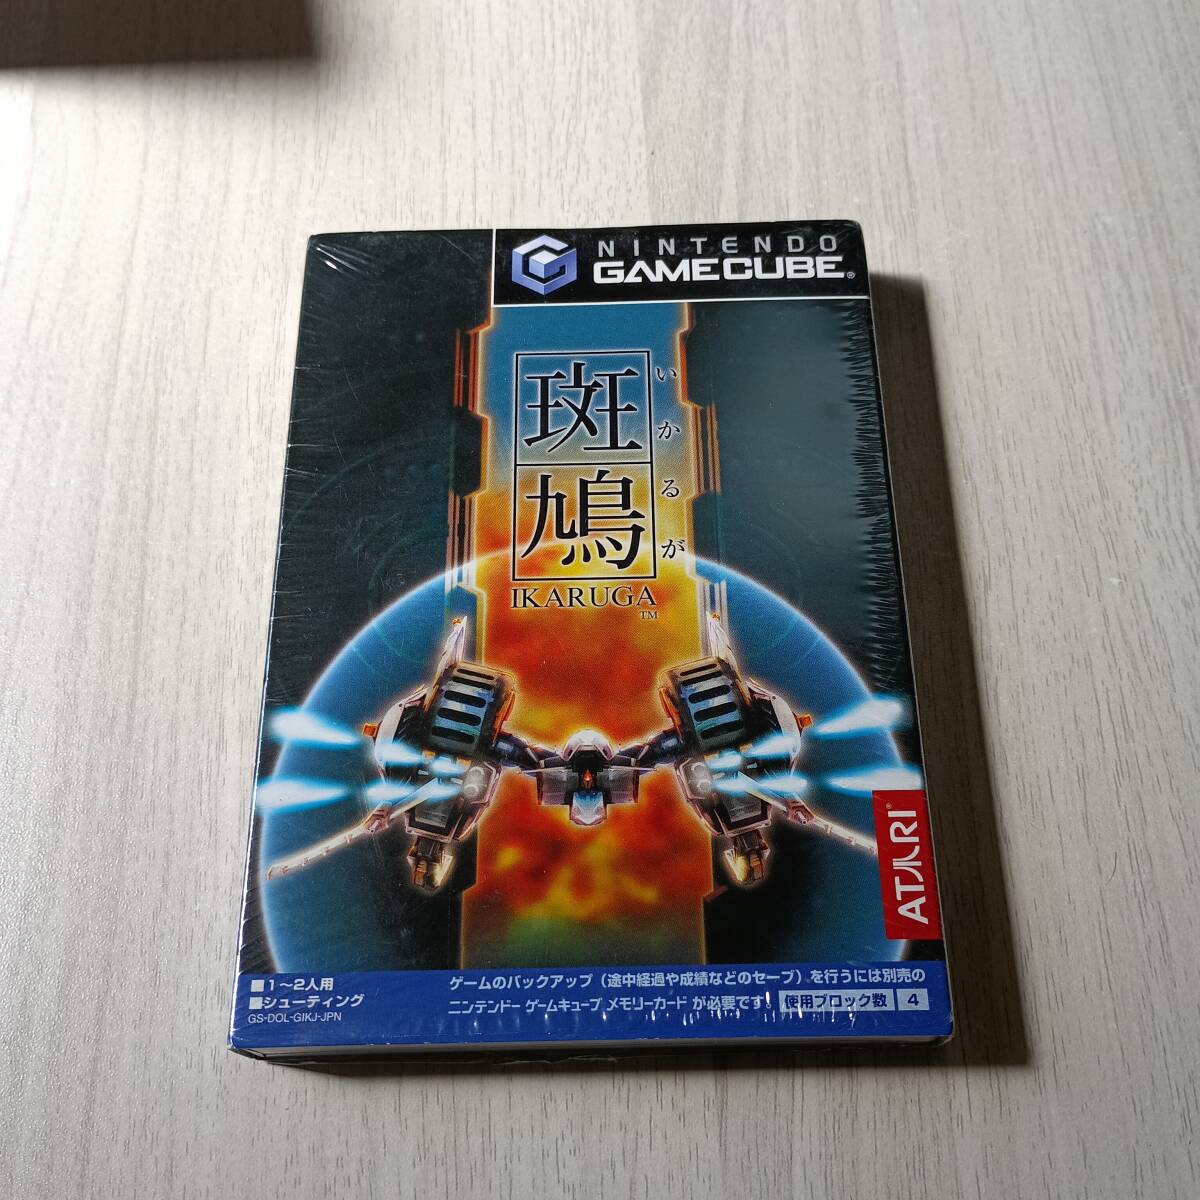 NINTENDO
GAMECUBE®
斑鳩
いかるが
IKARUGA
TM
ATARI®
■1〜2人用
■シューティング
GS-DOL-GIKJ-JPN
ゲームのバックアップ（途中経過や成績などのセーブ）を行うには別売の
ニンテンドー ゲームキューブ メモリーカード が必要です。 使用ブロック数 4